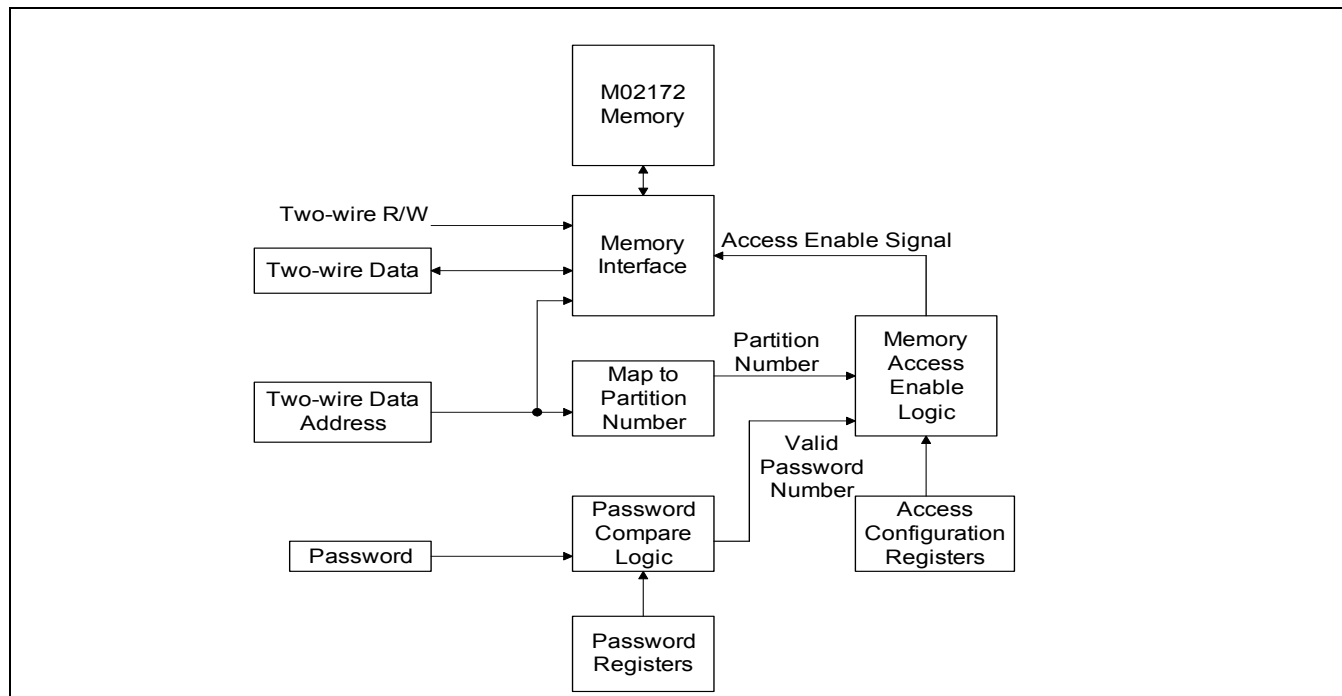 M02172
Memory
Two-wire R/W
Memory
Interface
Access Enable Signal
Two-wire Data
Partition
Number
Memory
Access
Enable
Logic
Map to
Partition
Number
Two-wire Data
Address
Valid
Password
Number
Password
Compare
Logic
Access
Configuration
Registers
Password
Password
Registers